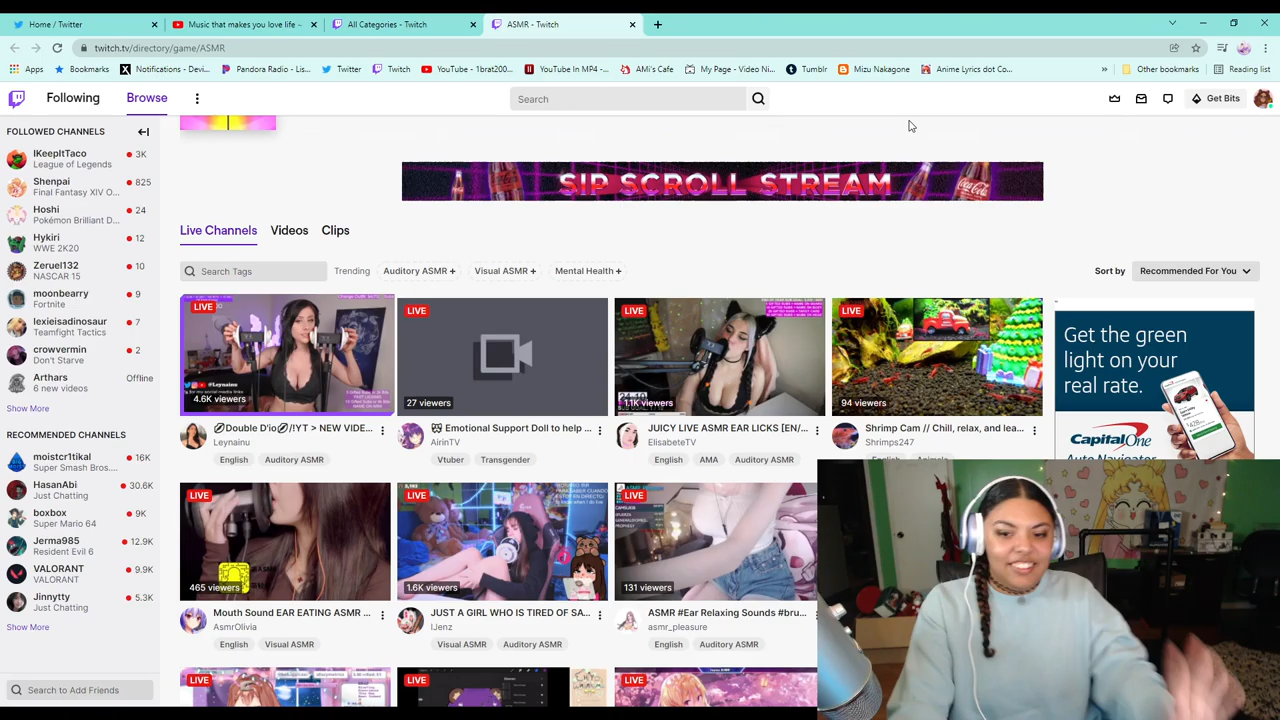 Home / Twitter
Music that makes you love life ~
All Categories - Twitch
ASMR - Twitch
twitch.tv/directory/game/ASMR
Apps
Bookmarks
Notifications - Devi...
Pandora Radio - Lis...
Twitter
Twitch
YouTube - 1brat200...
YouTube In MP4 -...
AMi's Cafe
My Page - Video Ni...
Tumblr
Mizu Nakagone
Anime Lyrics dot Co...
Other bookmarks
Reading list
Following
Browse
Search
Get Bits
FOLLOWED CHANNELS
IKeepItTaco 3K
League of Legends
Shenpai 825
Final Fantasy XIV O...
Hoshi 24
Pokémon Brilliant D...
Hykiri 12
WWE 2K20
Zeruel132 10
NASCAR 15
moonbearry 9
Fortnite
lexieisadinosaur 7
Teamfight Tactics
crowvermin 2
Don't Starve
Arthars Offline
6 new videos
Show More
RECOMMENDED CHANNELS
moistcr1tikal 16K
Super Smash Bros....
HasanAbi 30.6K
Just Chatting
boxbox 9K
Super Mario 64
Jerma985 12.9K
Resident Evil 6
VALORANT 9.9K
VALORANT
Jinnytty 5.3K
Just Chatting
Show More
Search to Add Friends
SIP SCROLL STREAM
Coca-Cola
Live Channels Videos Clips
Search Tags
Trending
Auditory ASMR +
Visual ASMR +
Mental Health +
Sort by
Recommended For You
LIVE
#Leynainu
4.6K viewers
Double D'io /!YT > NEW VIDE...
Leynainu
English
Auditory ASMR
LIVE
27 viewers
Emotional Support Doll to help ...
AirinTV
Vtuber
Transgender
LIVE
1.1K viewers
JUICY LIVE ASMR EAR LICKS [EN/...
ElisabeteTV
English
AMA
Auditory ASMR
LIVE
94 viewers
Shrimp Cam // Chill, relax, and lea...
Shrimps247
Get the green
light on your
real rate.
Capital One
LIVE
465 viewers
Mouth Sound EAR EATING ASMR ...
AsmrOlivia
English
Visual ASMR
LIVE
1.6K viewers
JUST A GIRL WHO IS TIRED OF SA...
IJenz
Visual ASMR
Auditory ASMR
LIVE
131 viewers
ASMR #Ear Relaxing Sounds #bru...
asmr_pleasure
English
Auditory ASMR
LIVE
LIVE
LIVE